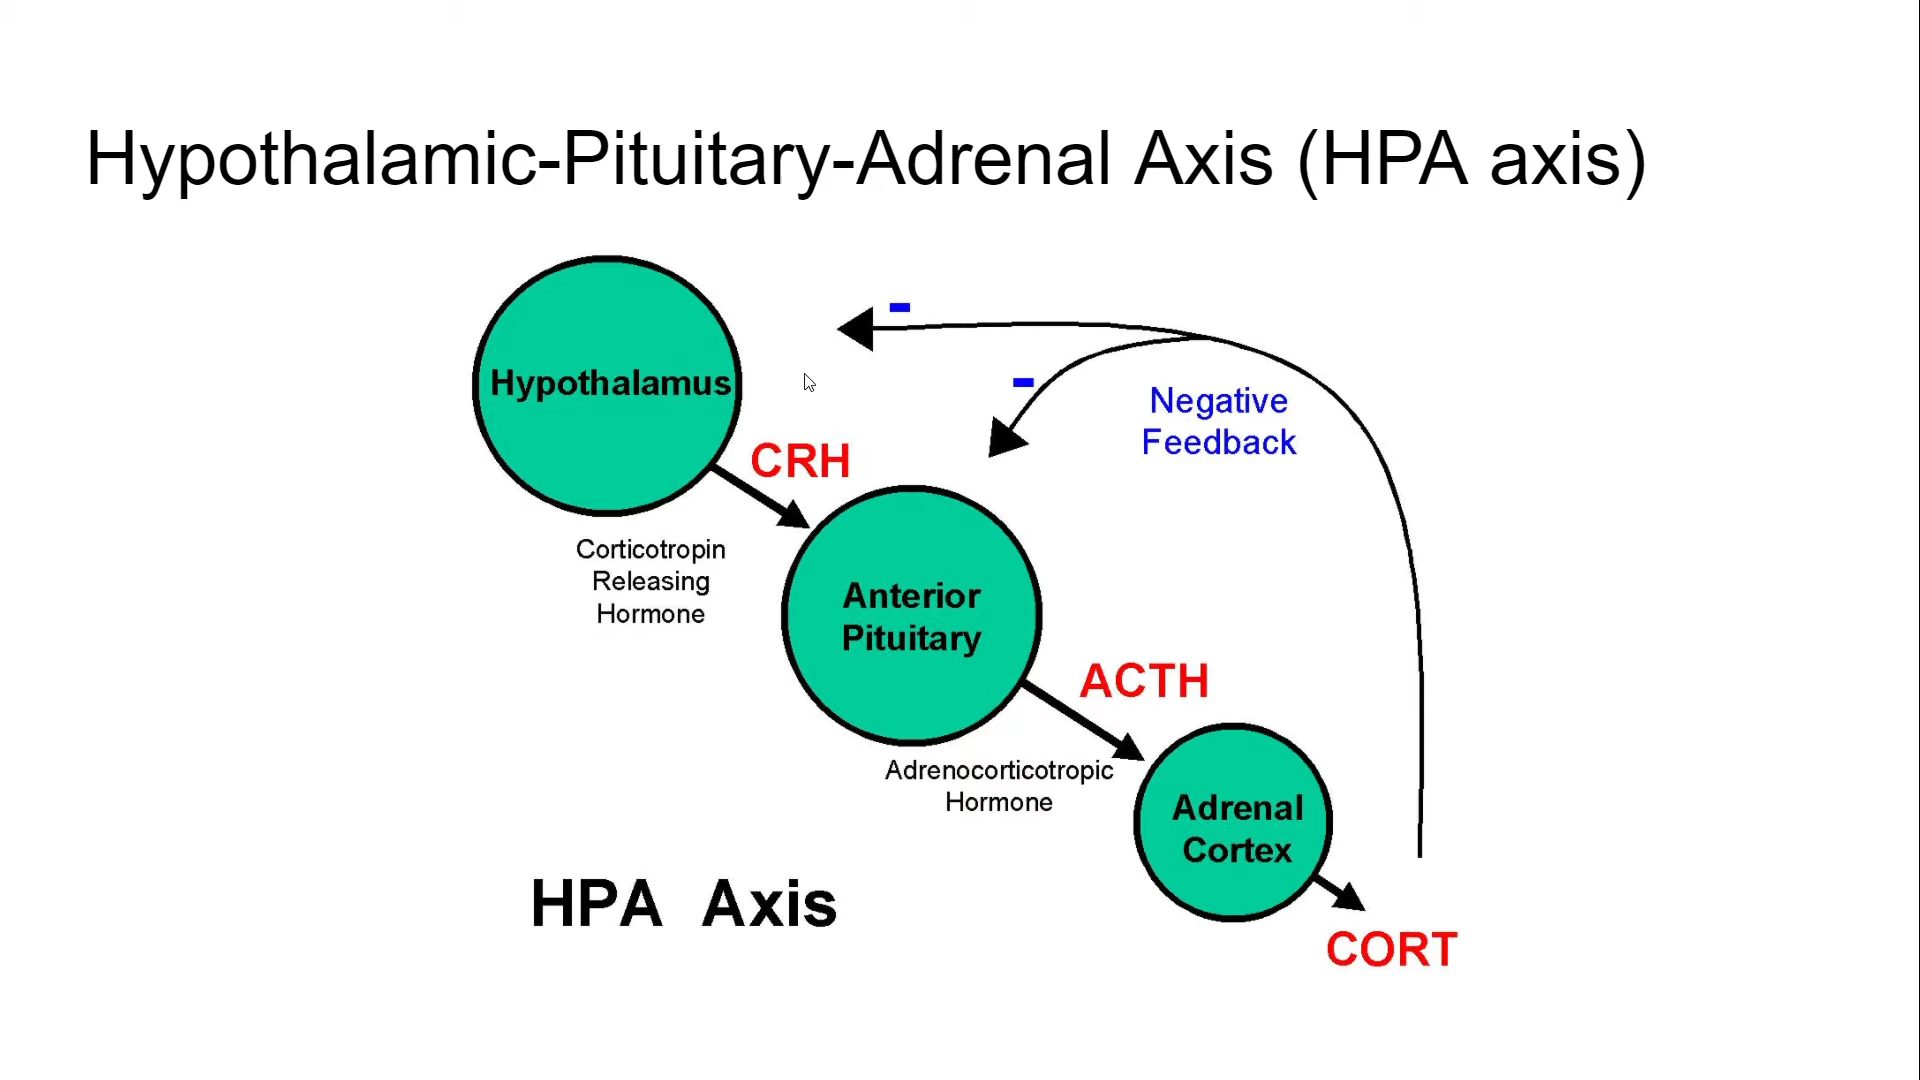 Hypothalamic-Pituitary-Adrenal Axis (HPA axis)
-
Hypothalamus
-
Negative
Feedback
CRH
Corticotropin
Releasing
Hormone
Anterior
Pituitary
ACTH
Adrenocorticotropic
Hormone
Adrenal
Cortex
HPA Axis
CORT